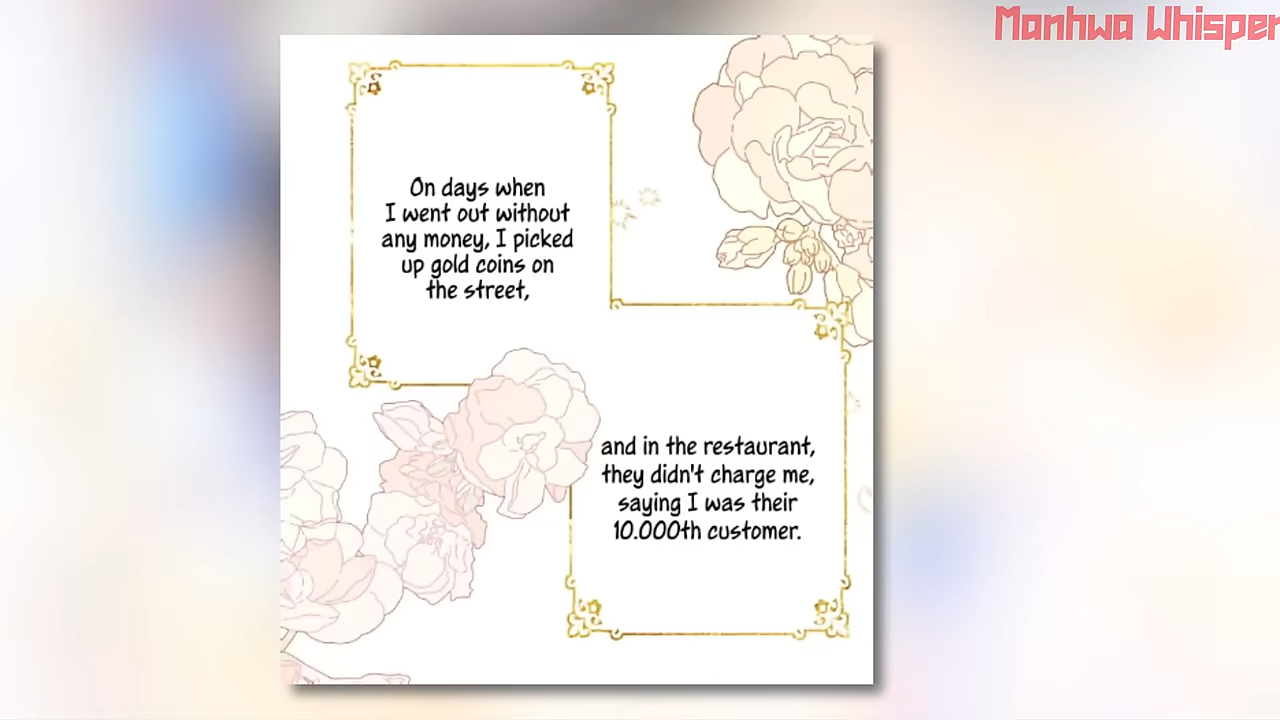 Manhwa Whisper
On days when
I went out without
any money, I picked
up gold coins on
the street,
and in the restaurant,
they didn't charge me,
saying I was their
10.000th customer.